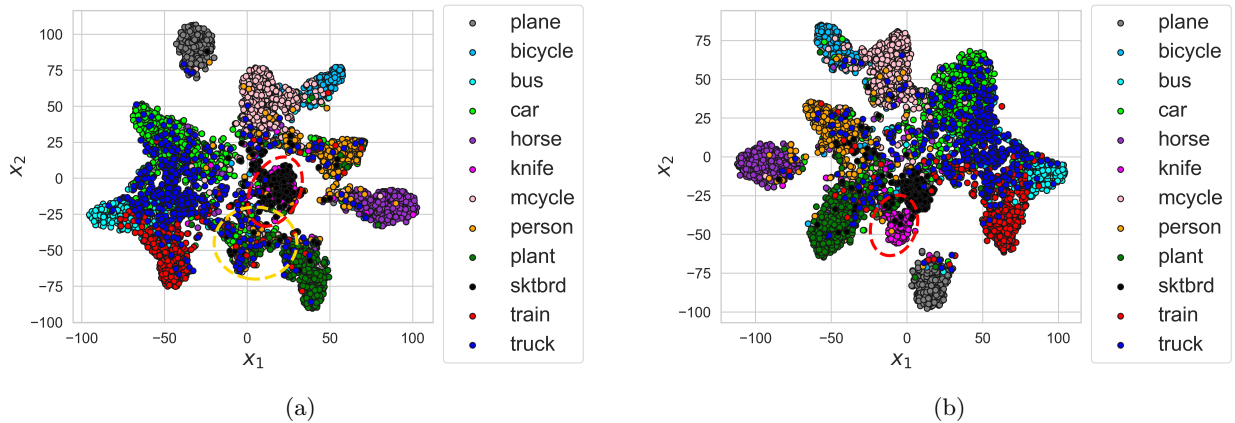 100
75
50
25
0
−25
−50
−75
−100
x2
−100 −50 0 50 100
x1
plane
bicycle
bus
car
horse
knife
mcycle
person
plant
sktbrd
train
truck
(a)
75
50
25
0
−25
−50
−75
−100
x2
−100 −50 0 50 100
x1
plane
bicycle
bus
car
horse
knife
mcycle
person
plant
sktbrd
train
truck
(b)